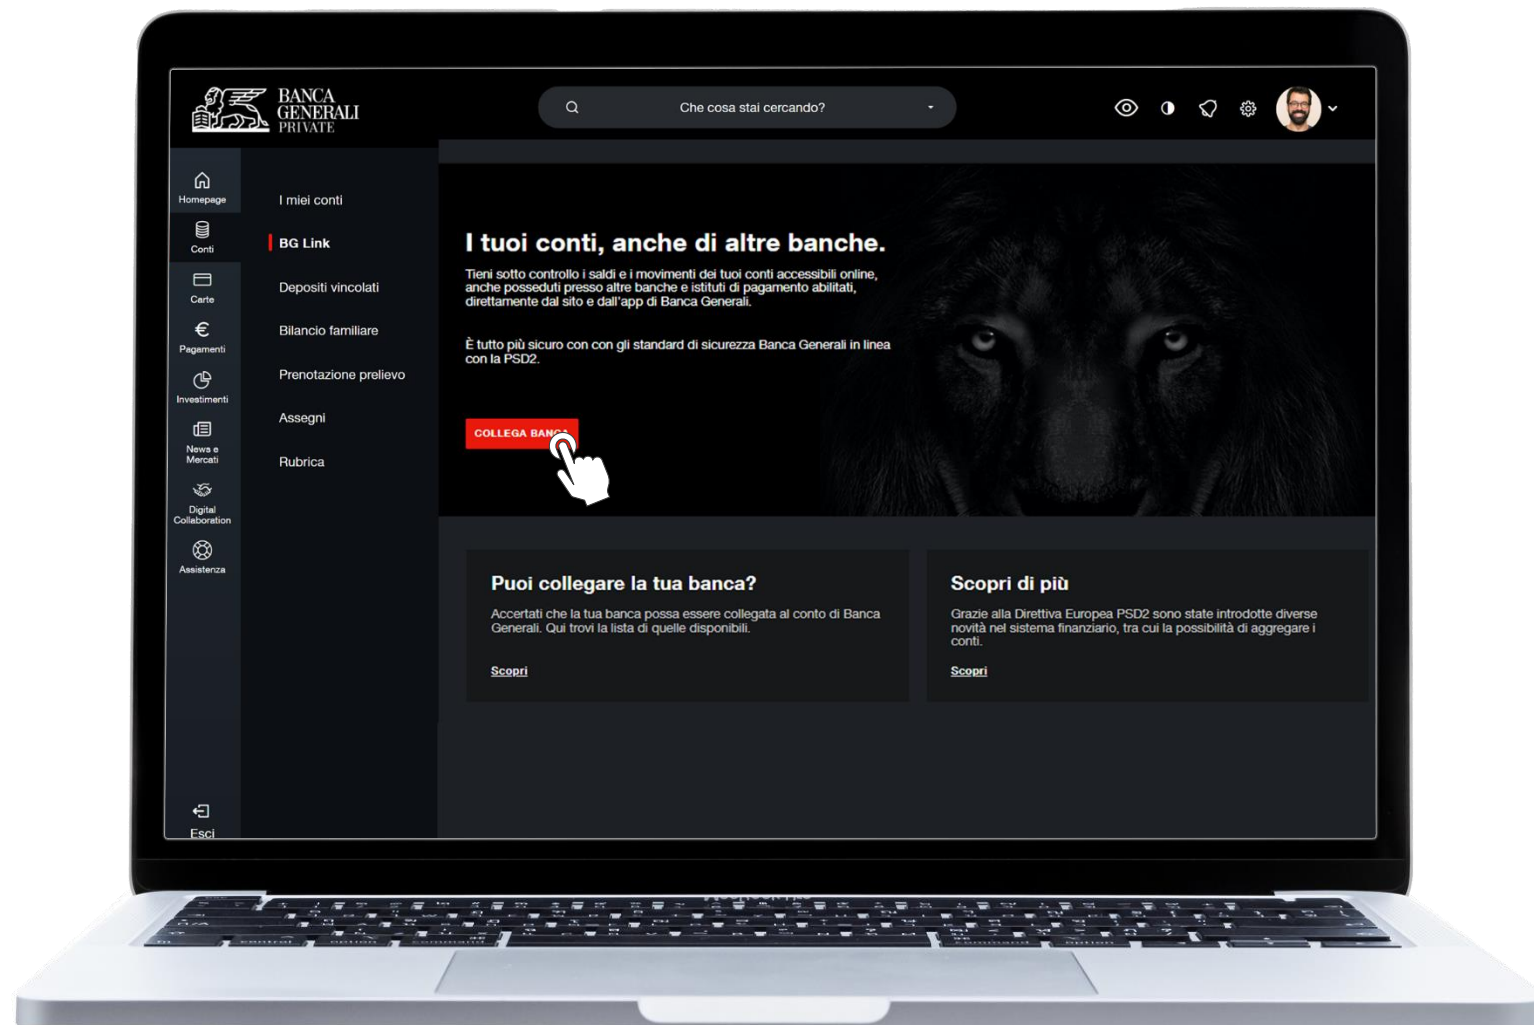 BANCA
GENERALI
PRIVATE
Che cosa stai cercando?
Homepage
Conti
Carte
Pagamenti
Investimenti
News e
Mercati
Digital
Collaboration
Assistenza
Esci
I miei conti
BG Link
Depositi vincolati
Bilancio familiare
Prenotazione prelievo
Assegni
Rubrica
I tuoi conti, anche di altre banche.
Tieni sotto controllo i saldi e i movimenti dei tuoi conti accessibili online,
anche posseduti presso altre banche e istituti di pagamento abilitati,
direttamente dal sito e dall'app di Banca Generali.
È tutto più sicuro con con gli standard di sicurezza Banca Generali in linea
con la PSD2.
COLLEGA BANCA
Puoi collegare la tua banca?
Accertati che la tua banca possa essere collegata al conto di Banca
Generali. Qui trovi la lista di quelle disponibili.
Scopri
Scopri di più
Grazie alla Direttiva Europea PSD2 sono state introdotte diverse
novità nel sistema finanziario, tra cui la possibilità di aggregare i
conti.
Scopri
control option command
command option